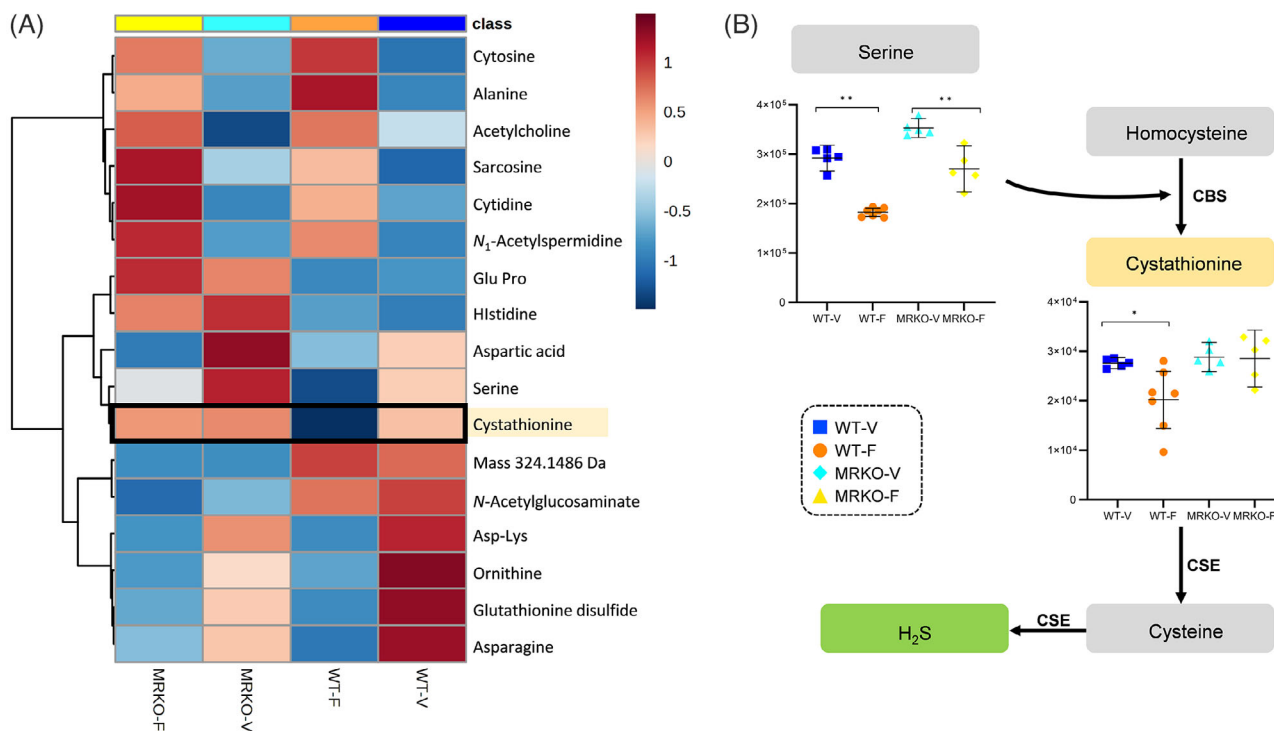 (A)
class
Cytosine
Alanine
Acetylcholine
Sarcosine
Cytidine
N₁-Acetylspermidine
Glu Pro
HIstidine
Aspartic acid
Serine
Cystathionine
Mass 324.1486 Da
N-Acetylglucosaminate
Asp-Lys
Ornithine
Glutathionine disulfide
Asparagine
MRKO-F
MRKO-V
WT-F
WT-V
1
0.5
0
-0.5
-1
(B)
Serine
4×10⁵
3×10⁵
2×10⁵
1×10⁵
0
**
**
WT-V
WT-F
MRKO-V
MRKO-F
Homocysteine
CBS
Cystathionine
3×10⁴
2×10⁴
1×10⁴
0
*
WT-V
WT-F
MRKO-V
MRKO-F
WT-V
WT-F
MRKO-V
MRKO-F
CSE
Cysteine
CSE
H₂S